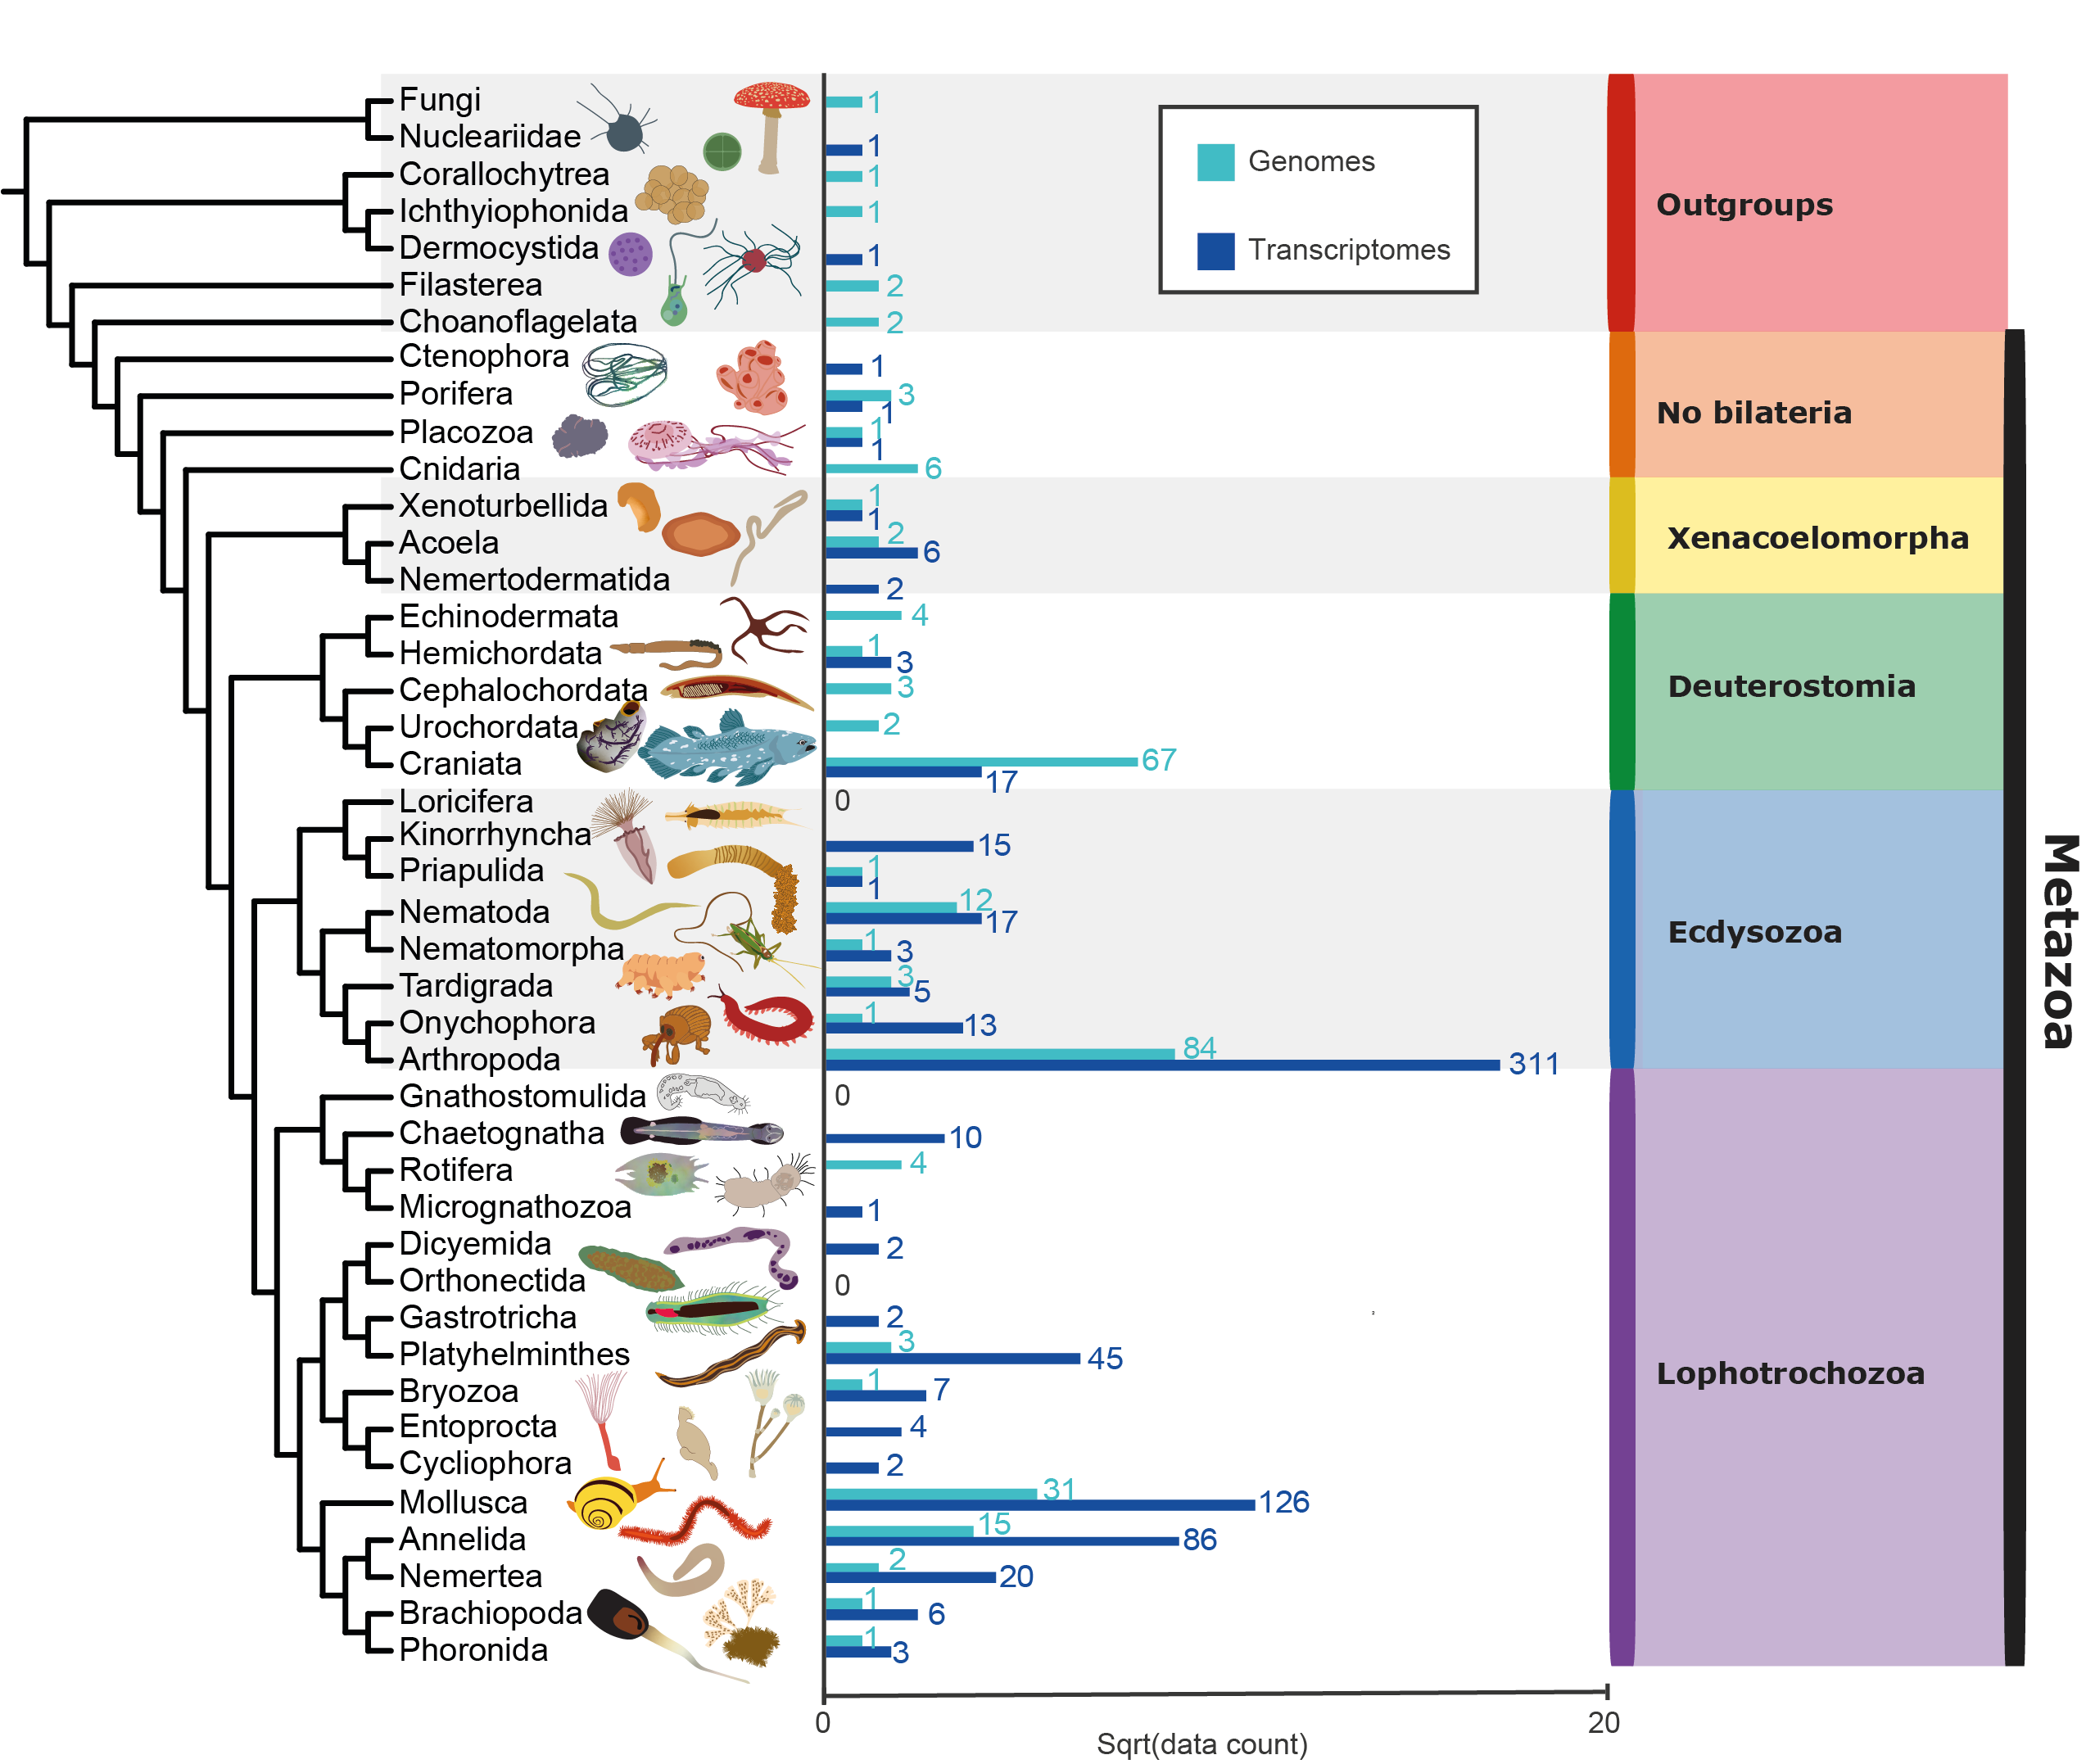 Fungi 1
Nucleariidae 1
Corallochytrea 1
Ichthyiophonida 1
Dermocystida 1
Filasterea 2
Choanoflagelata 2
Genomes
Transcriptomes
Outgroups
Ctenophora 1
Porifera 3
1
Placozoa 1
1
Cnidaria 6
No bilateria
Xenoturbellida 1
1
Acoela 2
6
Nemertodermatida 2
Xenacoelomorpha
Echinodermata 4
Hemichordata 1
3
Cephalochordata 3
Urochordata 2
Craniata 67
17
Deuterostomia
Loricifera 0
Kinorrhyncha 15
Priapulida 1
1
Nematoda 12
17
Nematomorpha 1
3
Tardigrada 3
5
Onychophora 1
13
Arthropoda 84
311
Ecdysozoa
Metazoa
Gnathostomulida 0
Chaetognatha 10
Rotifera 4
Micrognathozoa 1
Dicyemida 2
Orthonectida 0
Gastrotricha 2
Platyhelminthes 3
45
Bryozoa 1
7
Entoprocta 4
Cycliophora 2
Mollusca 31
126
Annelida 15
86
Nemertea 2
20
Brachiopoda 1
6
Phoronida 1
3
Lophotrochozoa
0 20
Sqrt(data count)